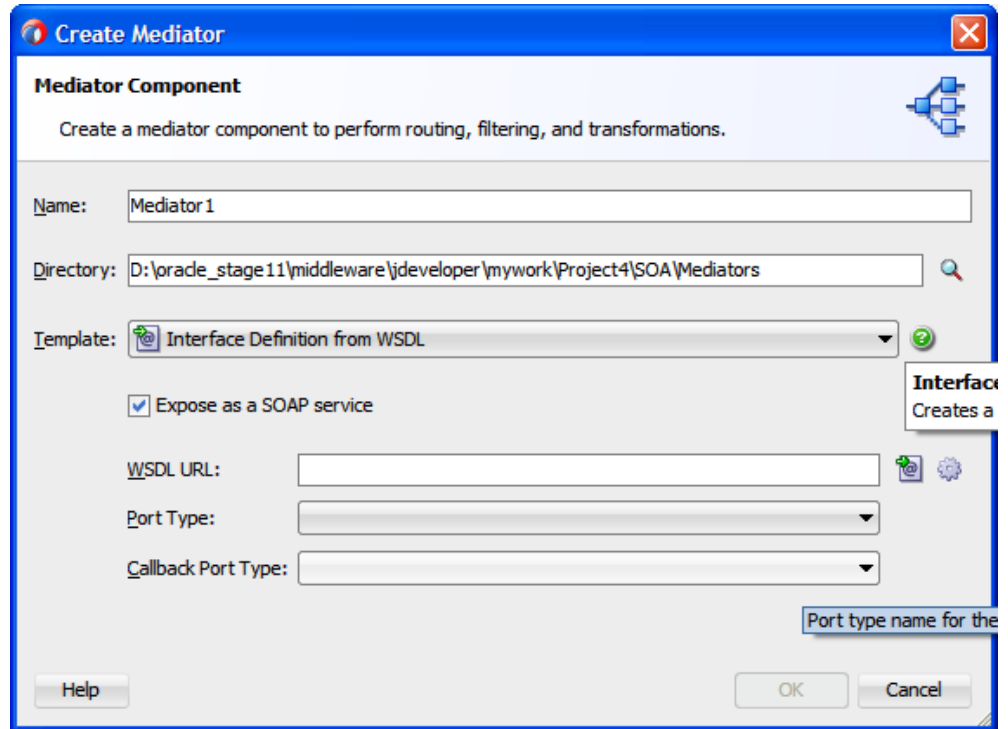 Create Mediator
Mediator Component
Create a mediator component to perform routing, filtering, and transformations.
Name: Mediator1
Directory: D:\oracle_stage11\middleware\jdeveloper\mywork\Project4\SOA\Mediators
Template: Interface Definition from WSDL
Interface
Creates a
Expose as a SOAP service
WSDL URL:
Port Type:
Callback Port Type:
Port type name for the
Help OK Cancel